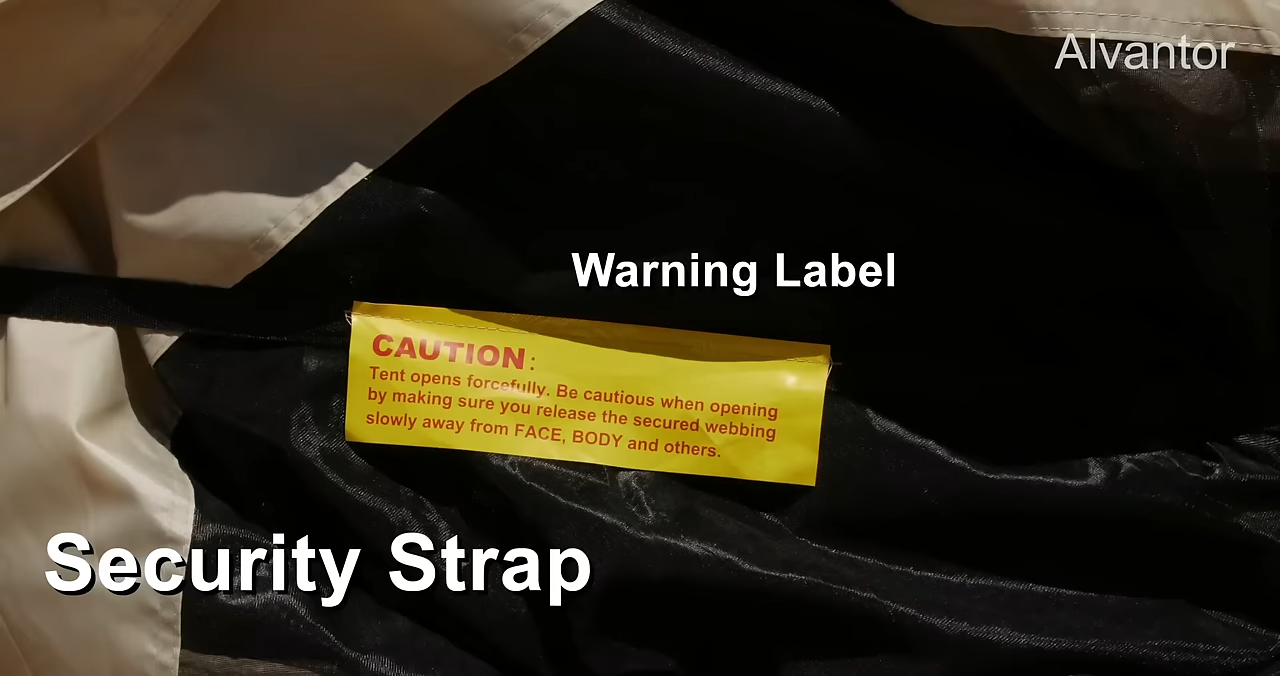 Alvantor
Warning Label
CAUTION:
Tent opens forcefully. Be cautious when opening
by making sure you release the secured webbing
slowly away from FACE, BODY and others.
Security Strap